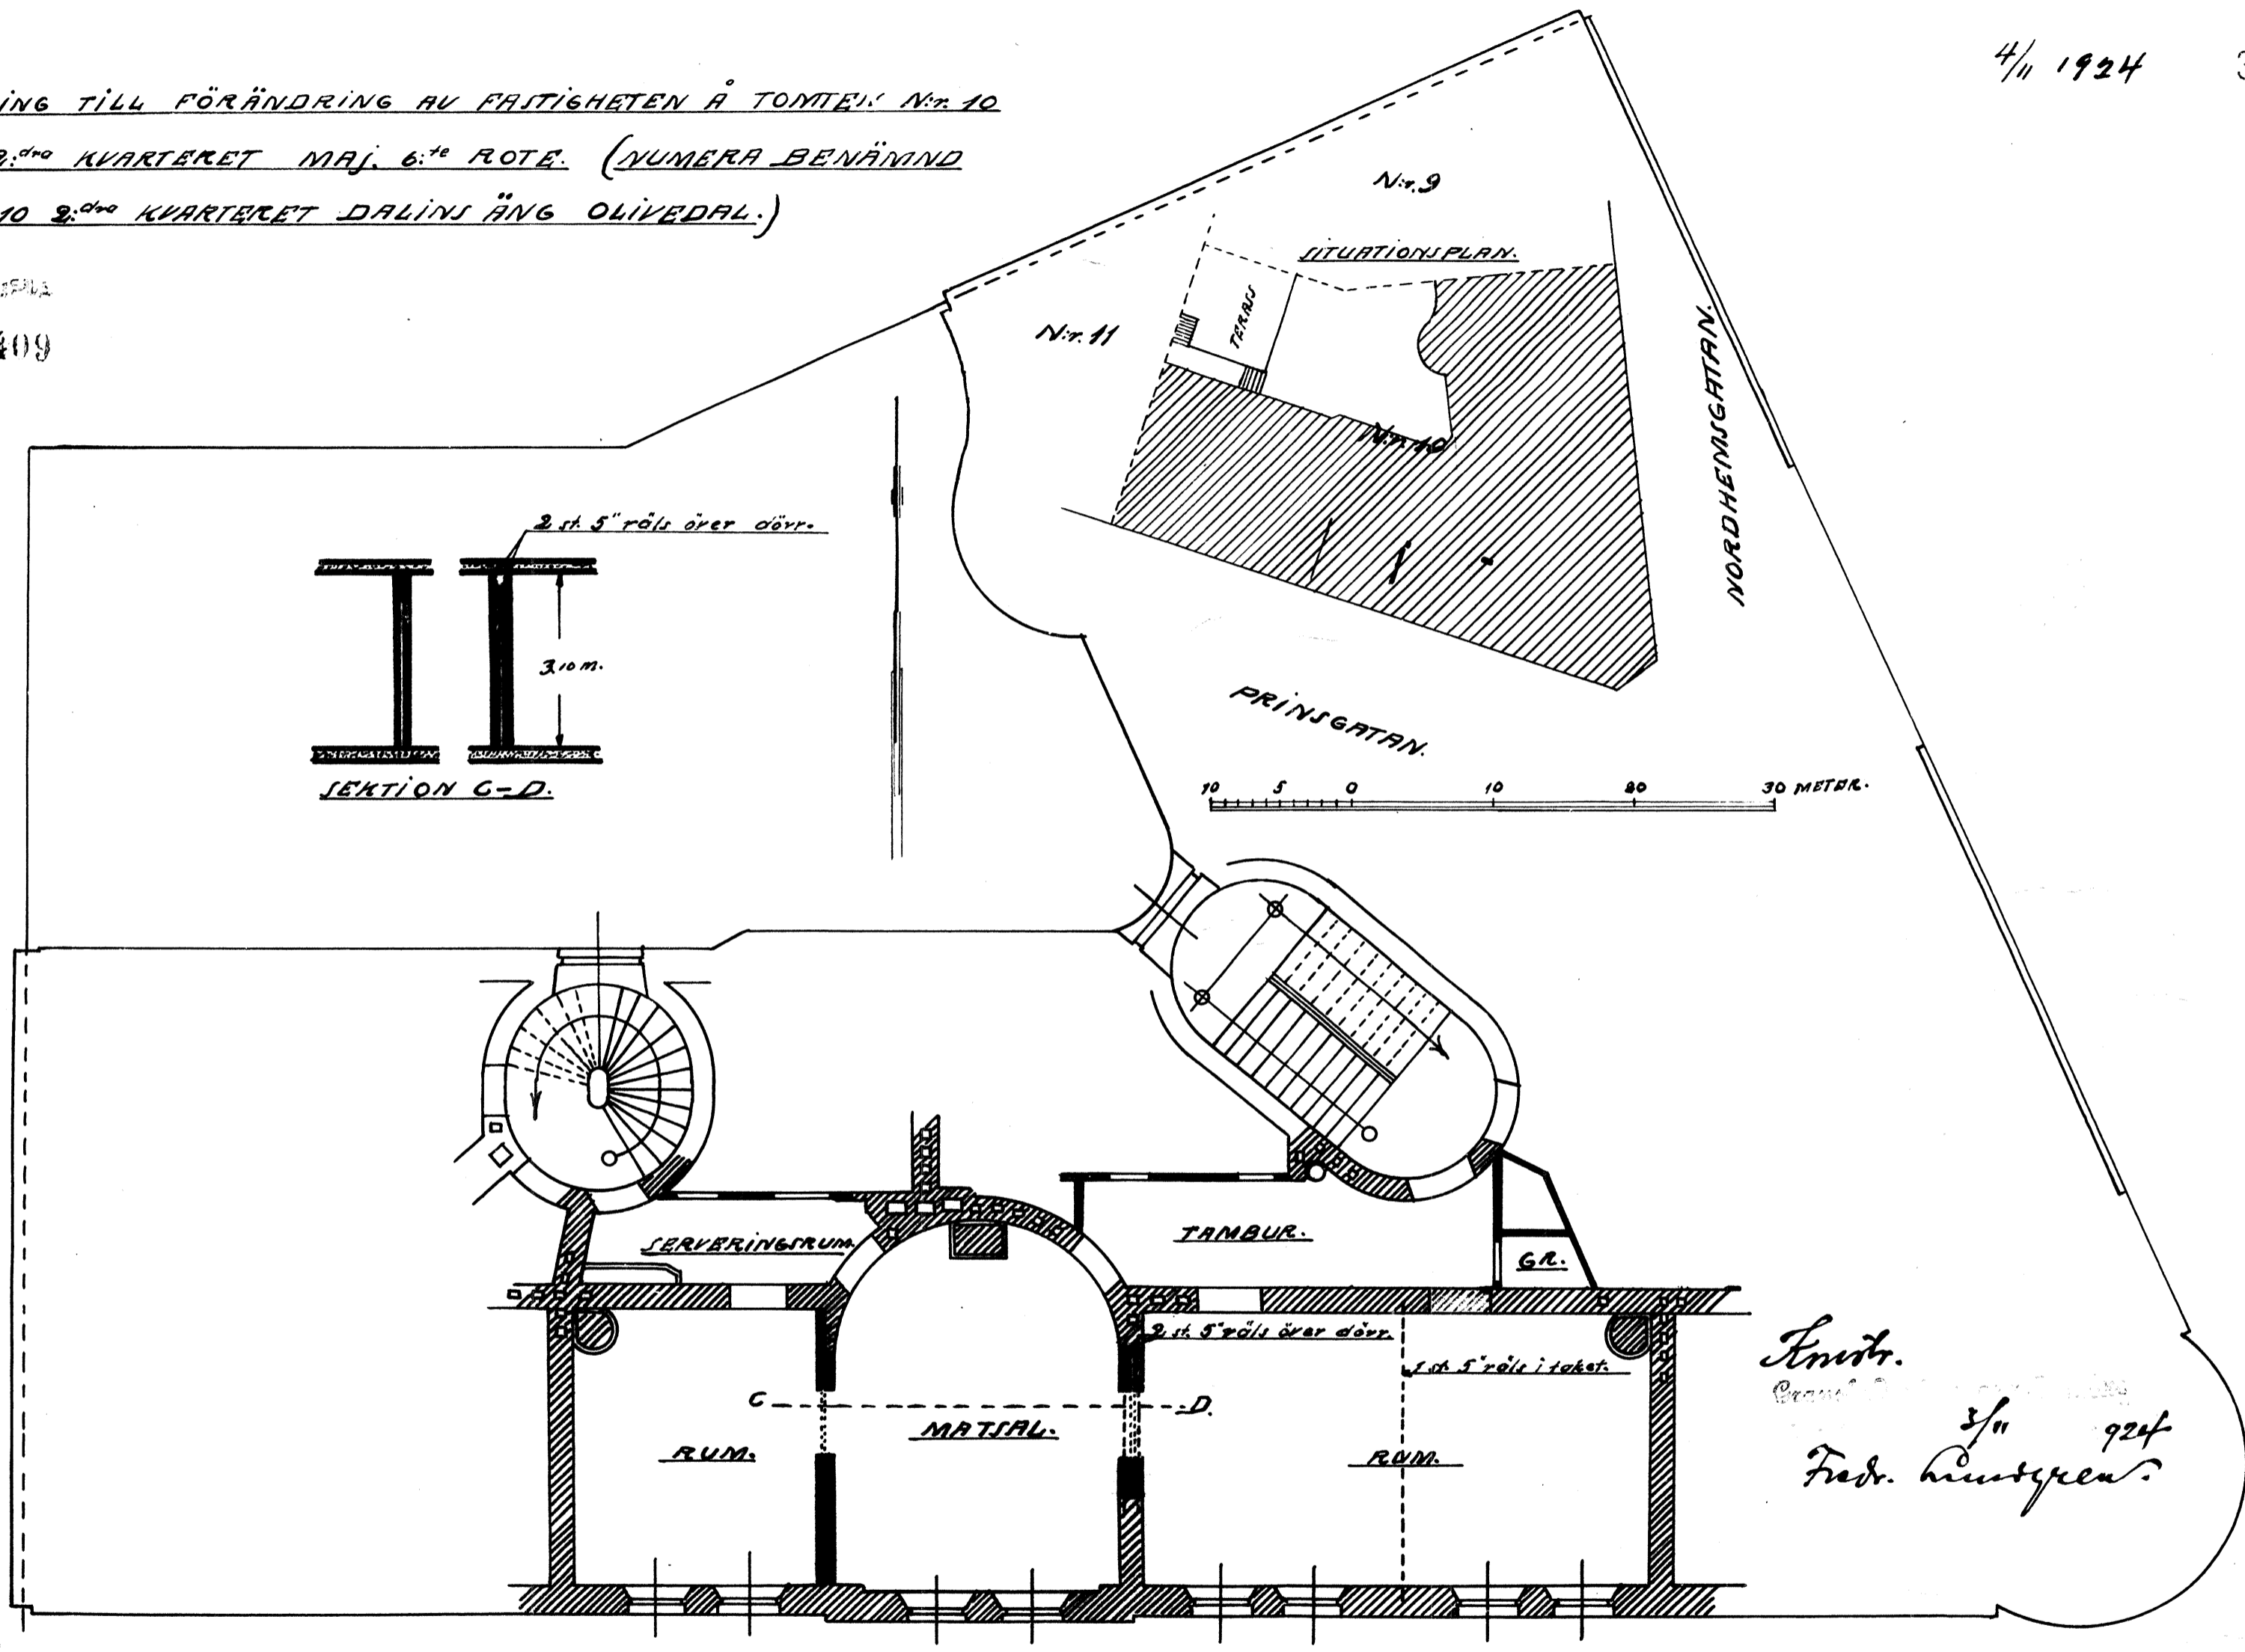 ING TILL FÖRÄNDRING AV FASTIGHETEN Å TOMTEN N:r. 10
2:dra KVARTERET MAJ. 6:te ROTE. (NUMERA BENÄMND
10 2:dra KVARTERET DALINS ÄNG OLIVEDAL.)
4/11 1924
409
N:r. 9
SITUATIONSPLAN.
N:r. 11
TERASS
N:r. 10
NORDHEMSGATAN.
PRINSGATAN.
10 5 0 10 20 30 METER.
2 st. 5" räls över dörr.
3.10 m.
SEKTION C-D.
SERVERINGSRUM.
TAMBUR.
GR.
2 st. 5" räls över dörr.
1 st. 5" räls i taket.
C D.
RUM.
MATSAL.
RUM.
3/11 924
Fredr. Lundgren.